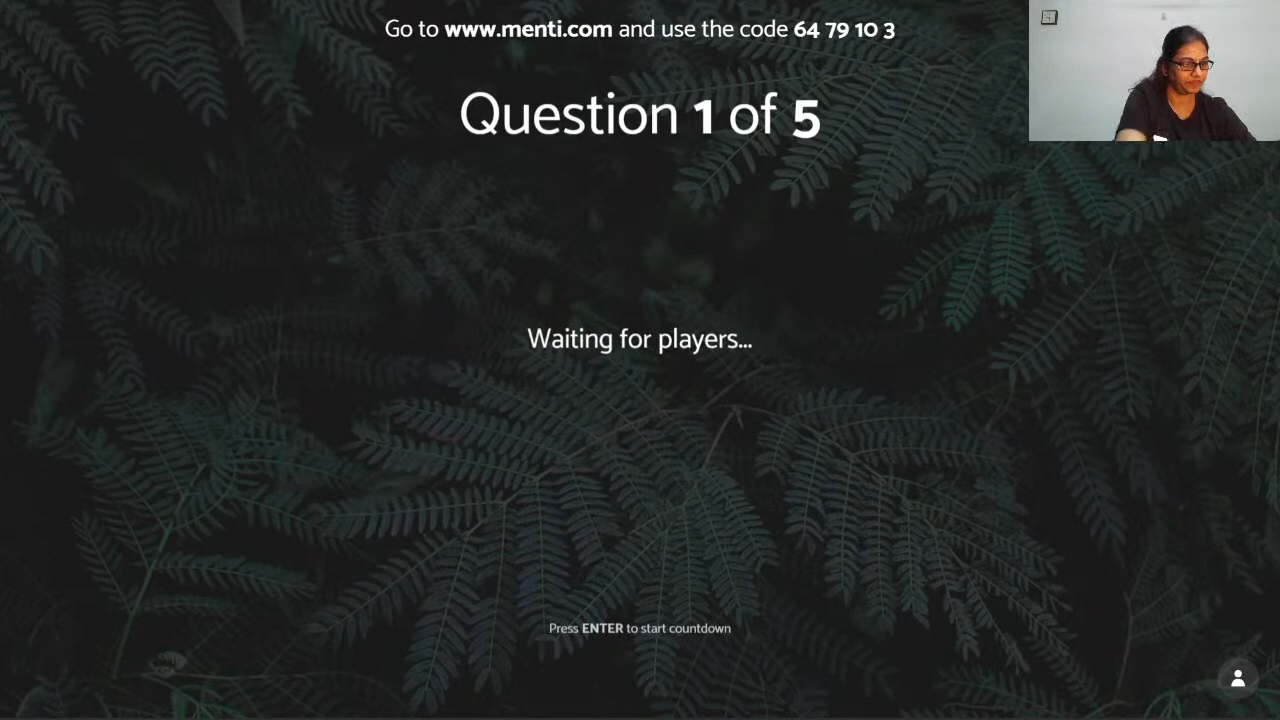 Go to www.menti.com and use the code 64 79 10 3
Question 1 of 5
Waiting for players...
Press ENTER to start countdown